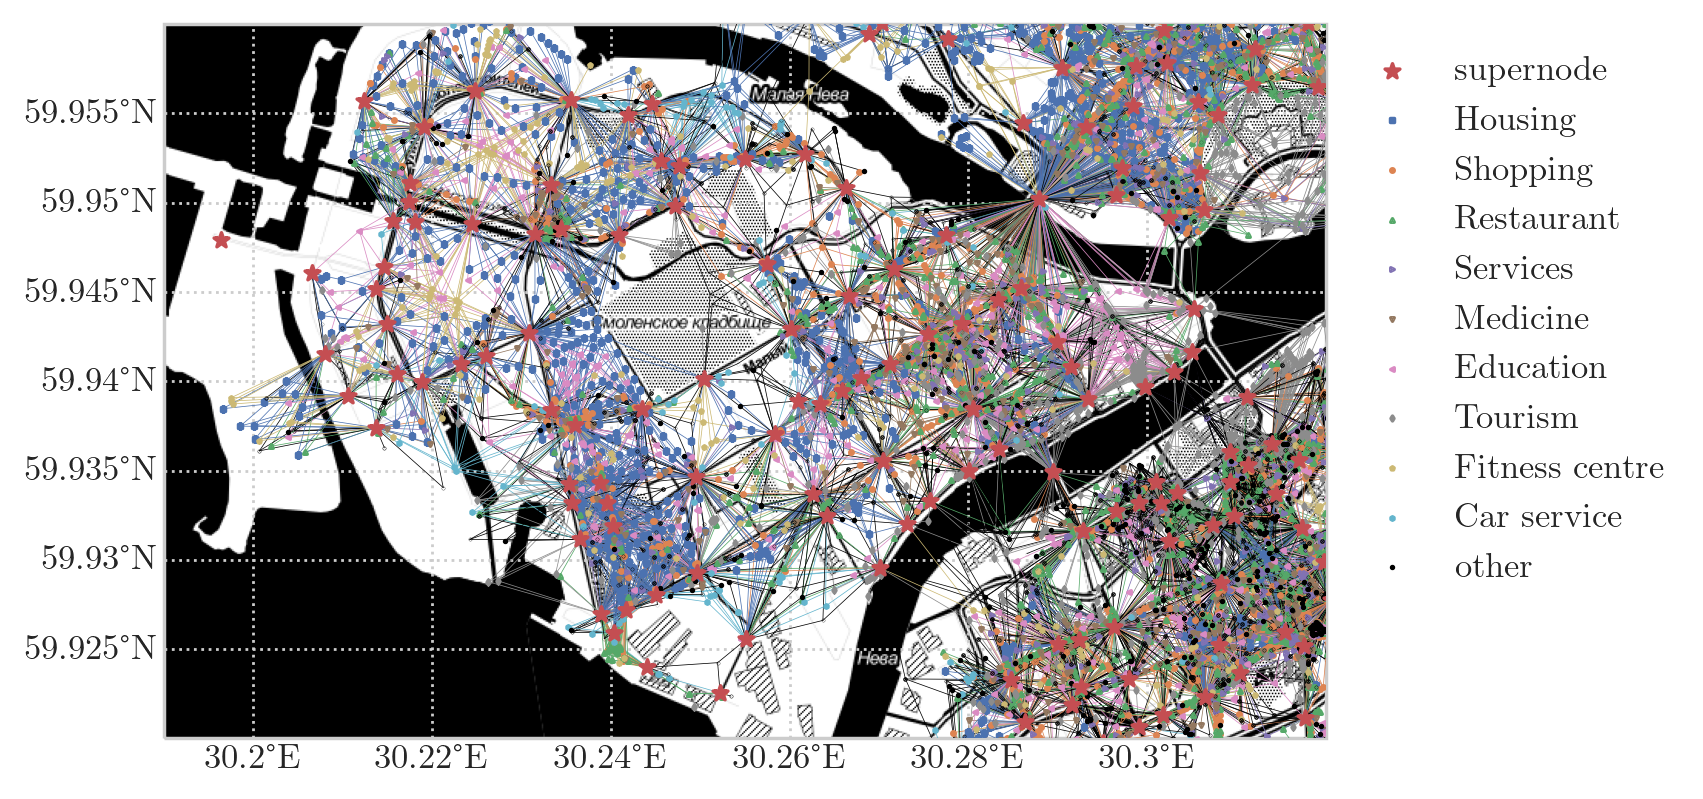 59.955°N
59.95°N
59.945°N
59.94°N
59.935°N
59.93°N
59.925°N
Малая Нева
моленское кладбище
Малый
Нева
30.2°E
30.22°E
30.24°E
30.26°E
30.28°E
30.3°E
supernode
Housing
Shopping
Restaurant
Services
Medicine
Education
Tourism
Fitness centre
Car service
other